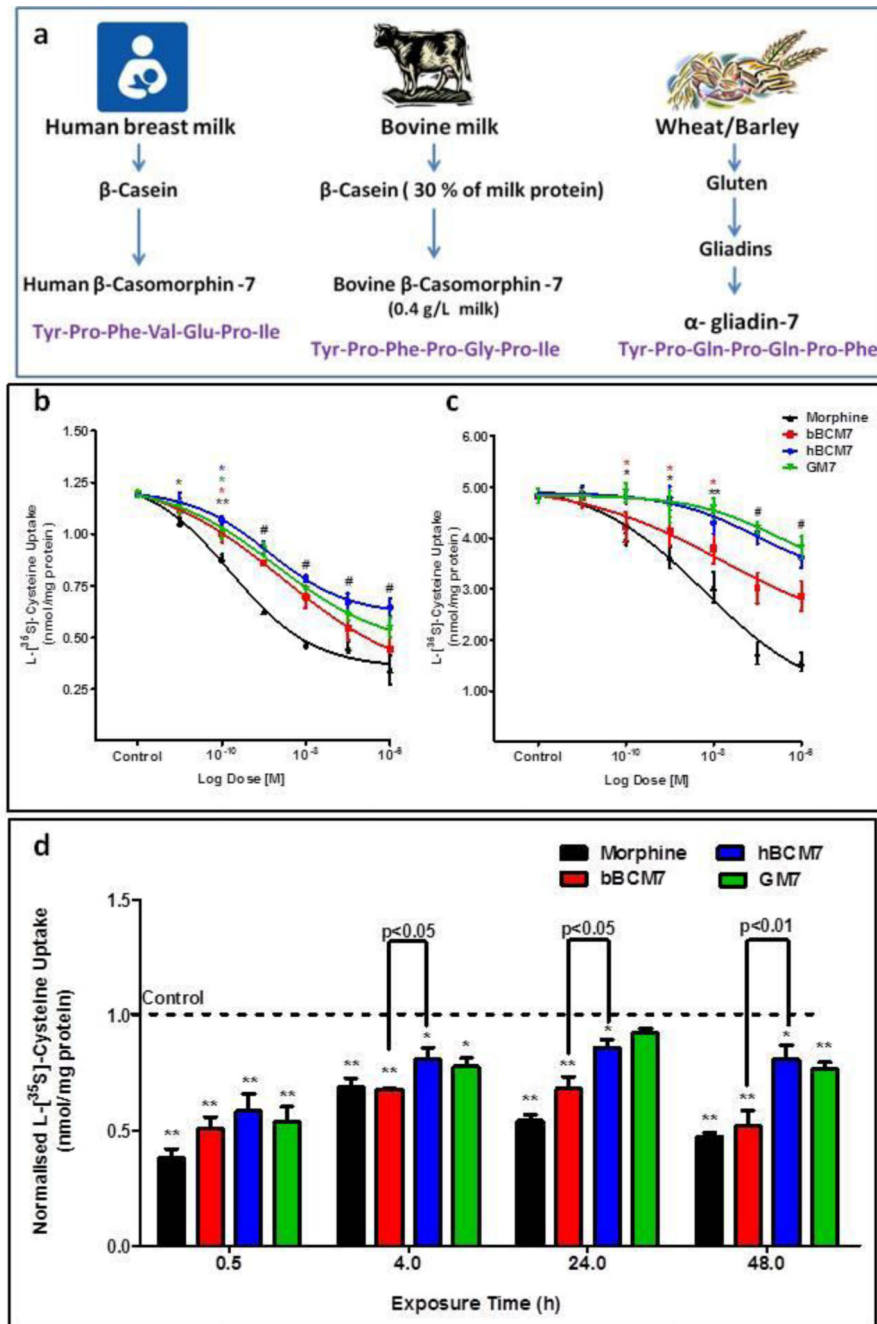 a
Human breast milk
Bovine milk
Wheat/Barley
β-Casein
β-Casein ( 30 % of milk protein)
Gluten
Gliadins
Human β-Casomorphin -7
Bovine β-Casomorphin -7
(0.4 g/L milk)
α- gliadin-7
Tyr-Pro-Phe-Val-Glu-Pro-Ile
Tyr-Pro-Phe-Pro-Gly-Pro-Ile
Tyr-Pro-Gln-Pro-Gln-Pro-Phe
b
L-[³⁵S]-Cysteine Uptake
(nmol/mg protein)
1.50
1.25
1.00
0.75
0.50
0.25
*
*
*
*
**
#
#
#
#
Control
10⁻¹⁰
10⁻⁸
10⁻⁶
Log Dose [M]
c
Morphine
bBCM7
hBCM7
GM7
L-[³⁵S]-Cysteine Uptake
(nmol/mg protein)
6.00
5.00
4.00
3.00
2.00
1.00
*
*
*
*
*
**
#
#
Control
10⁻¹⁰
10⁻⁸
10⁻⁶
Log Dose [M]
d
Morphine
hBCM7
bBCM7
GM7
Normalised L-[³⁵S]-Cysteine Uptake
(nmol/mg protein)
1.5
1.0
0.5
0.0
Control
p<0.05
p<0.05
p<0.01
** ** ** **
** ** * *
** ** *
** ** * **
0.5
4.0
24.0
48.0
Exposure Time (h)